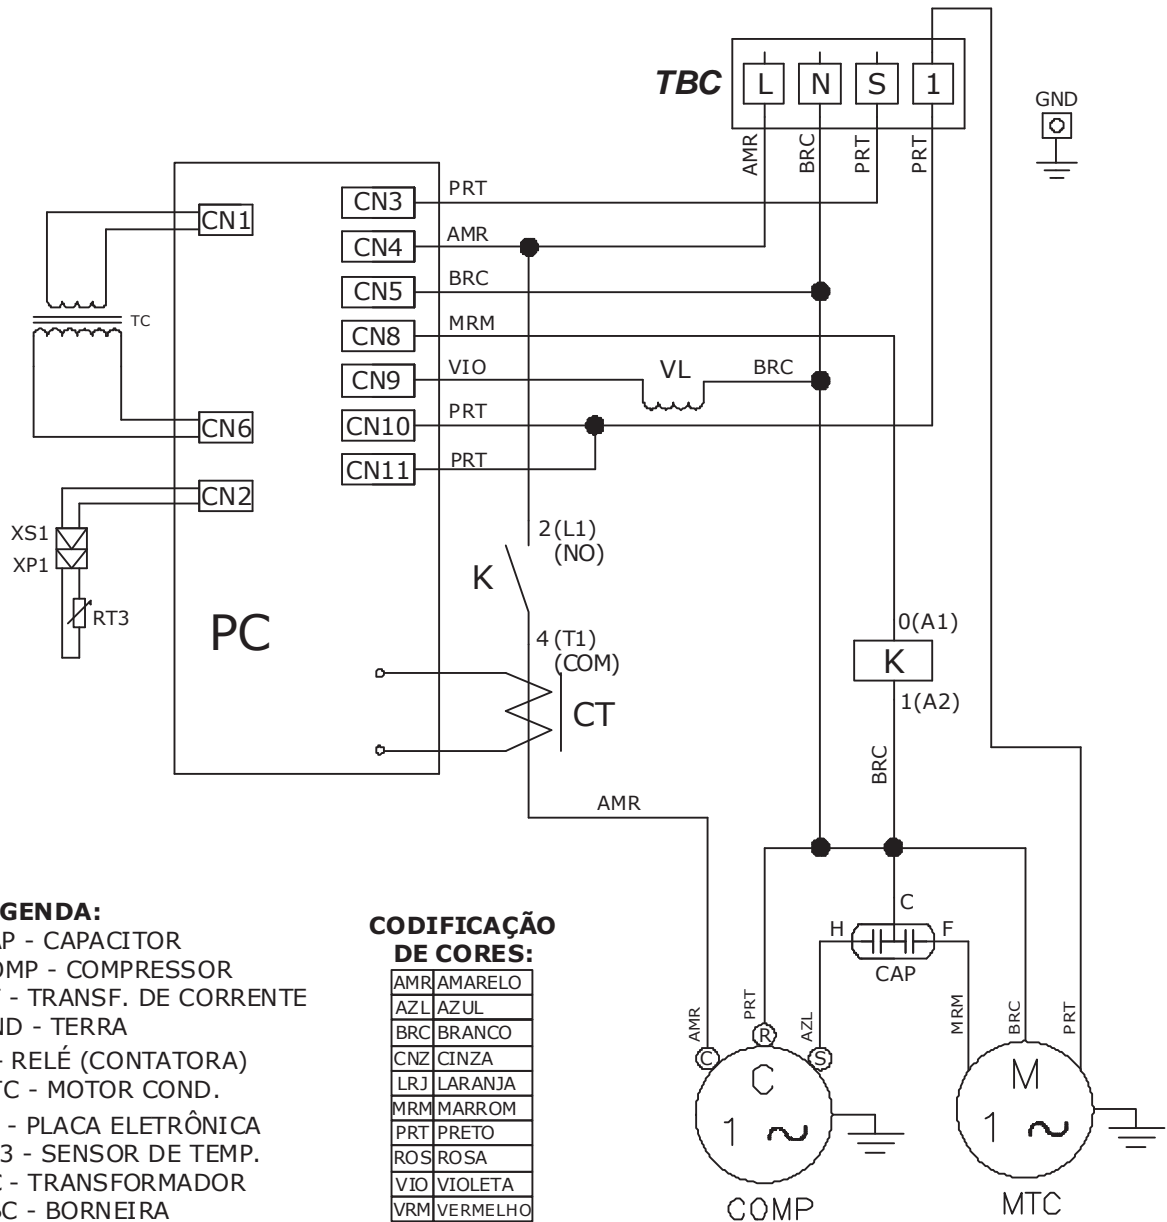 TBC
L N S 1
GND
AMR BRC PRT PRT
CN3 PRT
CN1
CN4 AMR
CN5 BRC
TC
CN8 MRM
CN9 VIO VL BRC
CN10 PRT
CN6
CN11 PRT
CN2
XS1
XP1
RT3
2(L1)
(NO)
K
PC
4(T1)
(COM)
CT
0(A1)
K
1(A2)
BRC
AMR
C
H F
CAP
AMR PRT AZL MRM BRC PRT
C R S
C
1
COMP
M
1
MTC
GENDA:
AP - CAPACITOR
OMP - COMPRESSOR
- TRANSF. DE CORRENTE
ND - TERRA
- RELÉ (CONTATORA)
TC - MOTOR COND.
- PLACA ELETRÔNICA
3 - SENSOR DE TEMP.
C - TRANSFORMADOR
BC - BORNEIRA
CODIFICAÇÃO
DE CORES:
AMR AMARELO
AZL AZUL
BRC BRANCO
CNZ CINZA
LRJ LARANJA
MRM MARROM
PRT PRETO
ROS ROSA
VIO VIOLETA
VRM VERMELHO